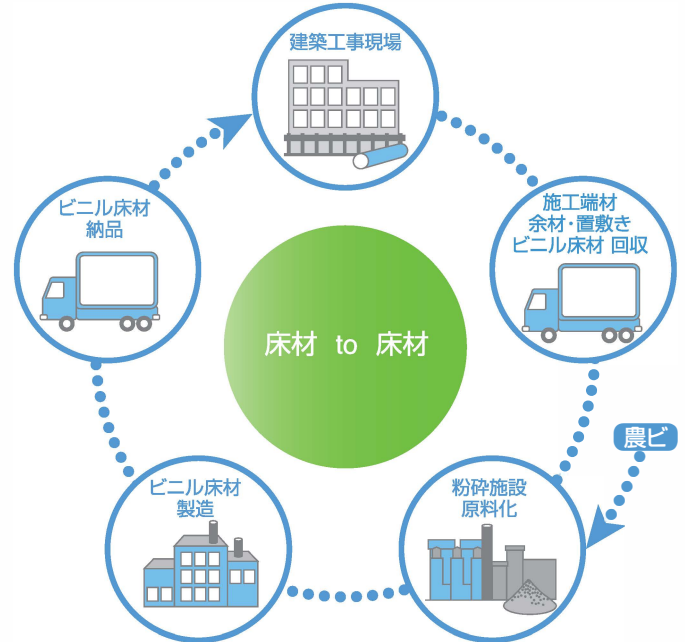 建築工事現場
施工端材
余材・置敷き
ビニル床材 回収
農ビ
粉砕施設
原料化
ビニル床材
製造
ビニル床材
納品
床材 to 床材